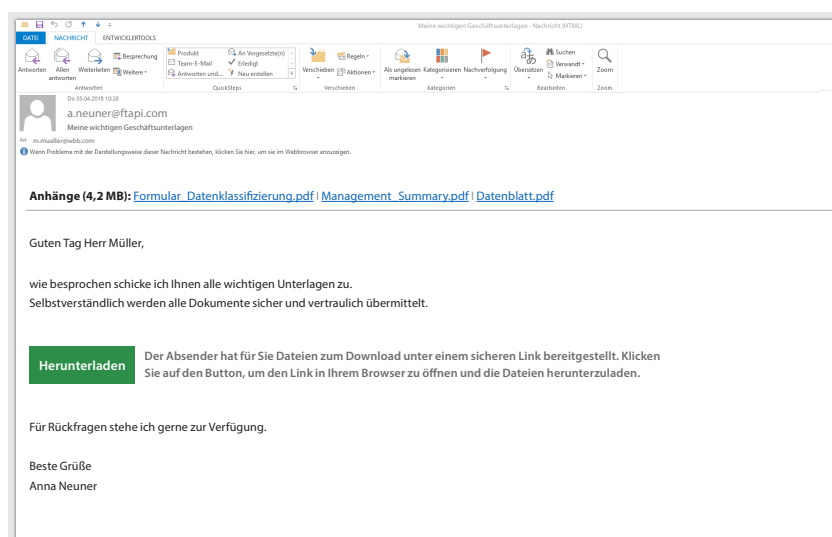 Meine wichtigen Geschäftsunterlagen - Nachricht (HTML)
DATEI NACHRICHT ENTWICKLERTOOLS
Antworten
Allen antworten
Weiterleiten
Besprechung
Weitere
Antworten
Produkt
Team-E-Mail
Antworten und...
An Vorgesetzte(n)
Erledigt
Neu entstellen
QuickSteps
Verschieben
Regeln
Aktionen
Verschieben
Als ungelesen markieren
Kategorisieren
Nachverfolgung
Kategorien
Übersetzen
Suchen
Verwandt
Markieren
Bearbeiten
Zoom
Zoom
Do 05.04.2018 10:28
a.neuner@ftapi.com
Meine wichtigen Geschäftsunterlagen
An m.mueller@wbb.com
Wenn Probleme mit der Darstellungsweise dieser Nachricht bestehen, klicken Sie hier, um sie im Webbrowser anzuzeigen.
Anhänge (4,2 MB): Formular_Datenklassifizierung.pdf | Management_Summary.pdf | Datenblatt.pdf
Guten Tag Herr Müller,
wie besprochen schicke ich Ihnen alle wichtigen Unterlagen zu.
Selbstverständlich werden alle Dokumente sicher und vertraulich übermittelt.
Herunterladen
Der Absender hat für Sie Dateien zum Download unter einem sicheren Link bereitgestellt. Klicken
Sie auf den Button, um den Link in Ihrem Browser zu öffnen und die Dateien herunterzuladen.
Für Rückfragen stehe ich gerne zur Verfügung.
Beste Grüße
Anna Neuner